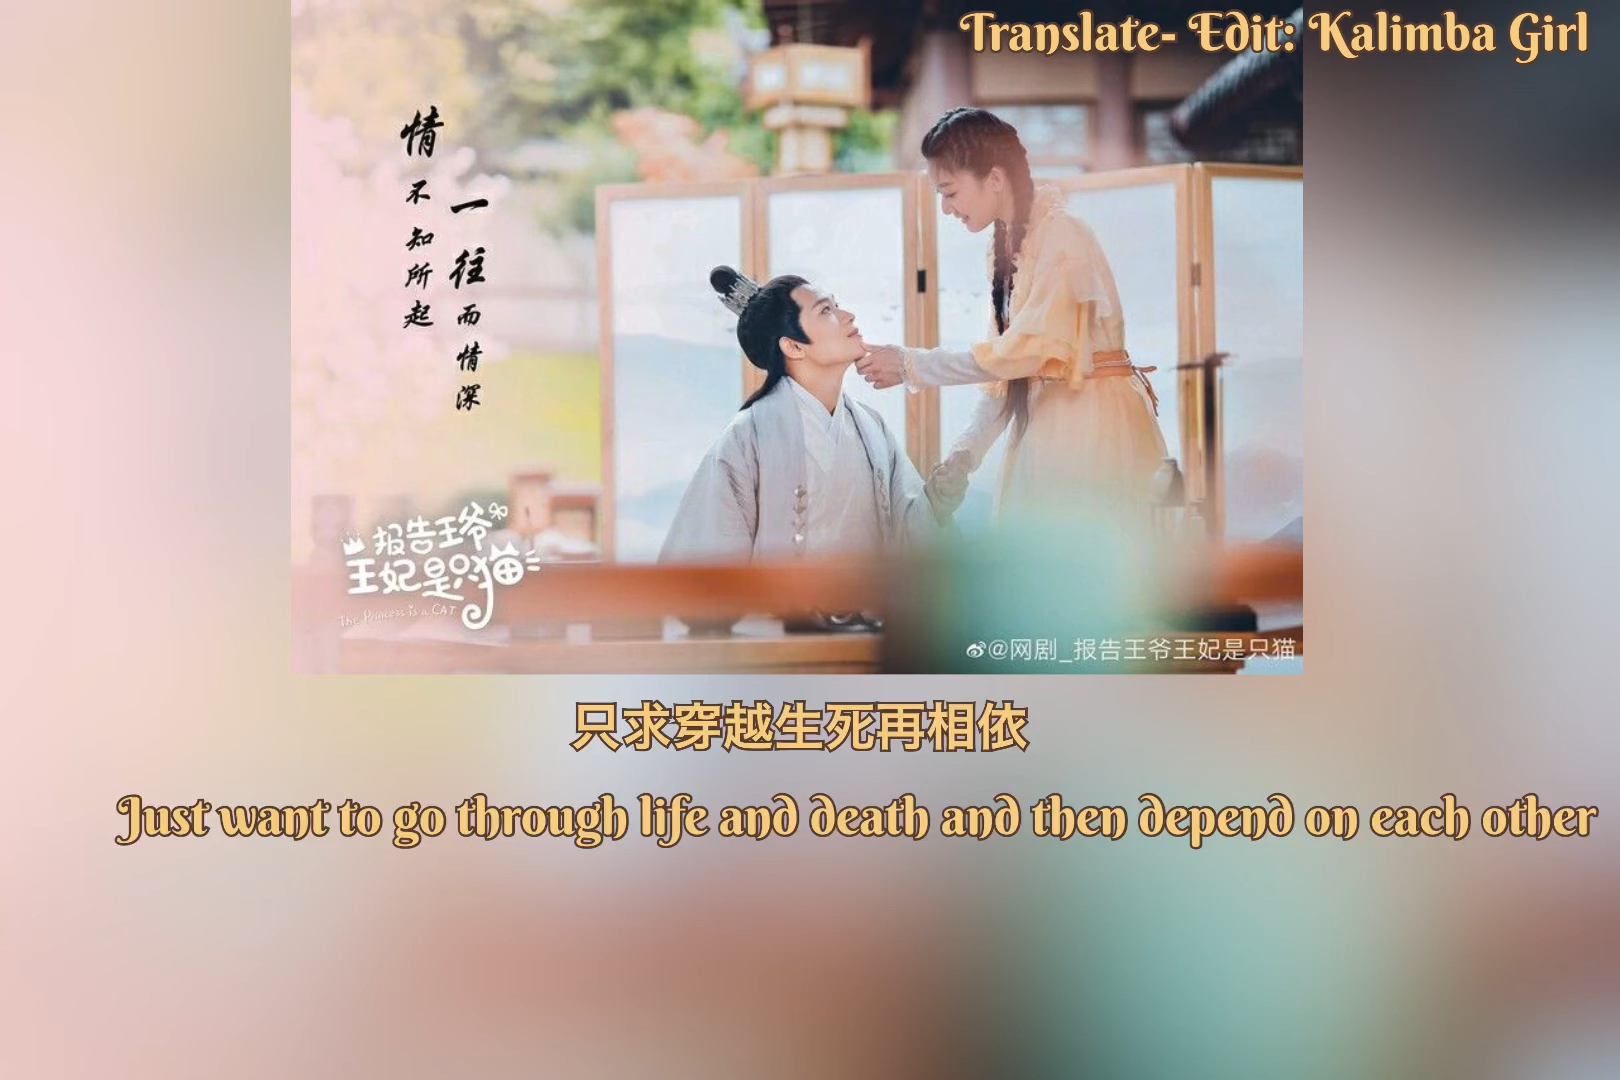 Translate- Edit: Kalimba Girl
情不知所起
一往而情深
报告王爷
王妃是只猫
The Princess is a CAT
@网剧_报告王爷王妃是只猫
只求穿越生死再相依
Just want to go through life and death and then depend on each other